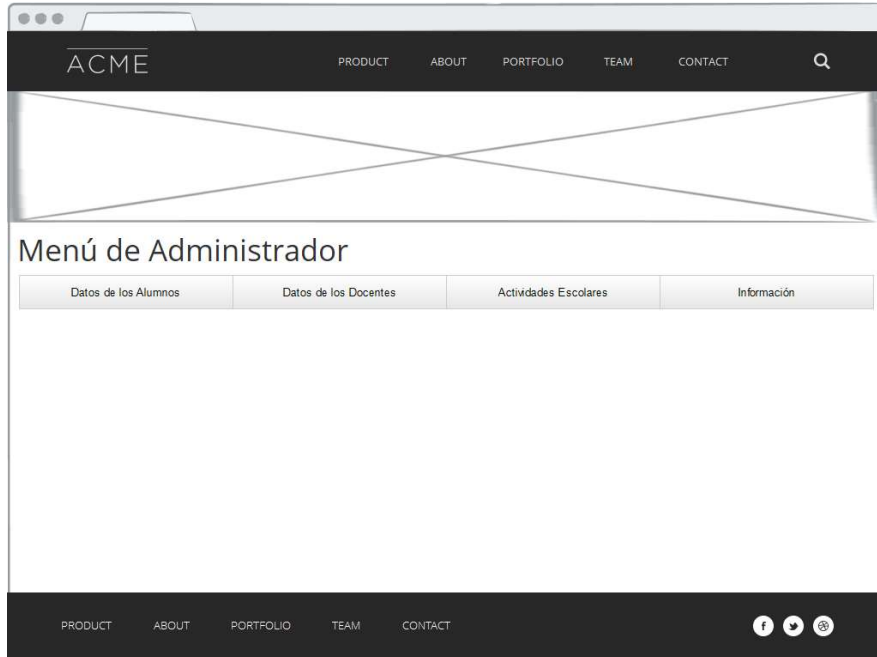 ACME PRODUCT ABOUT PORTFOLIO TEAM CONTACT
Menú de Administrador
Datos de los Alumnos Datos de los Docentes Actividades Escolares Información
PRODUCT ABOUT PORTFOLIO TEAM CONTACT